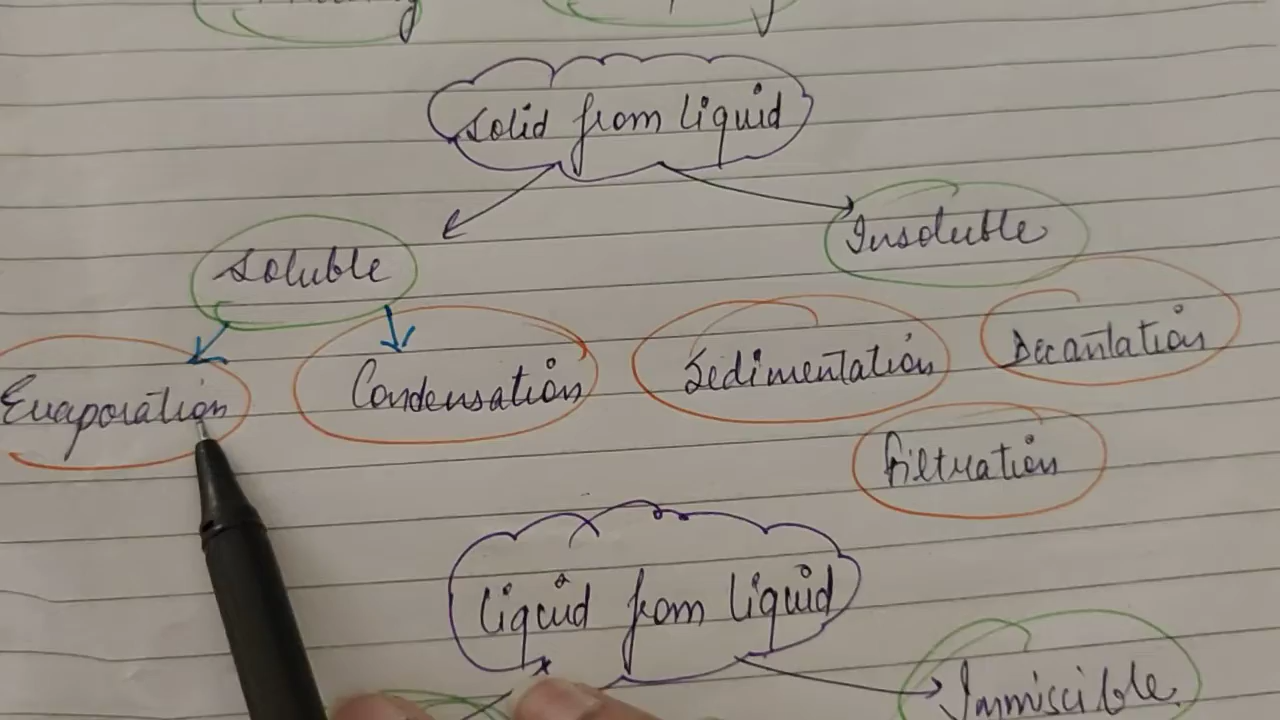 Solid from liquid
Soluble
Insoluble
Evaporation
Condensation
Sedimentation
Decantation
Filtration
Liquid from liquid
Immiscible